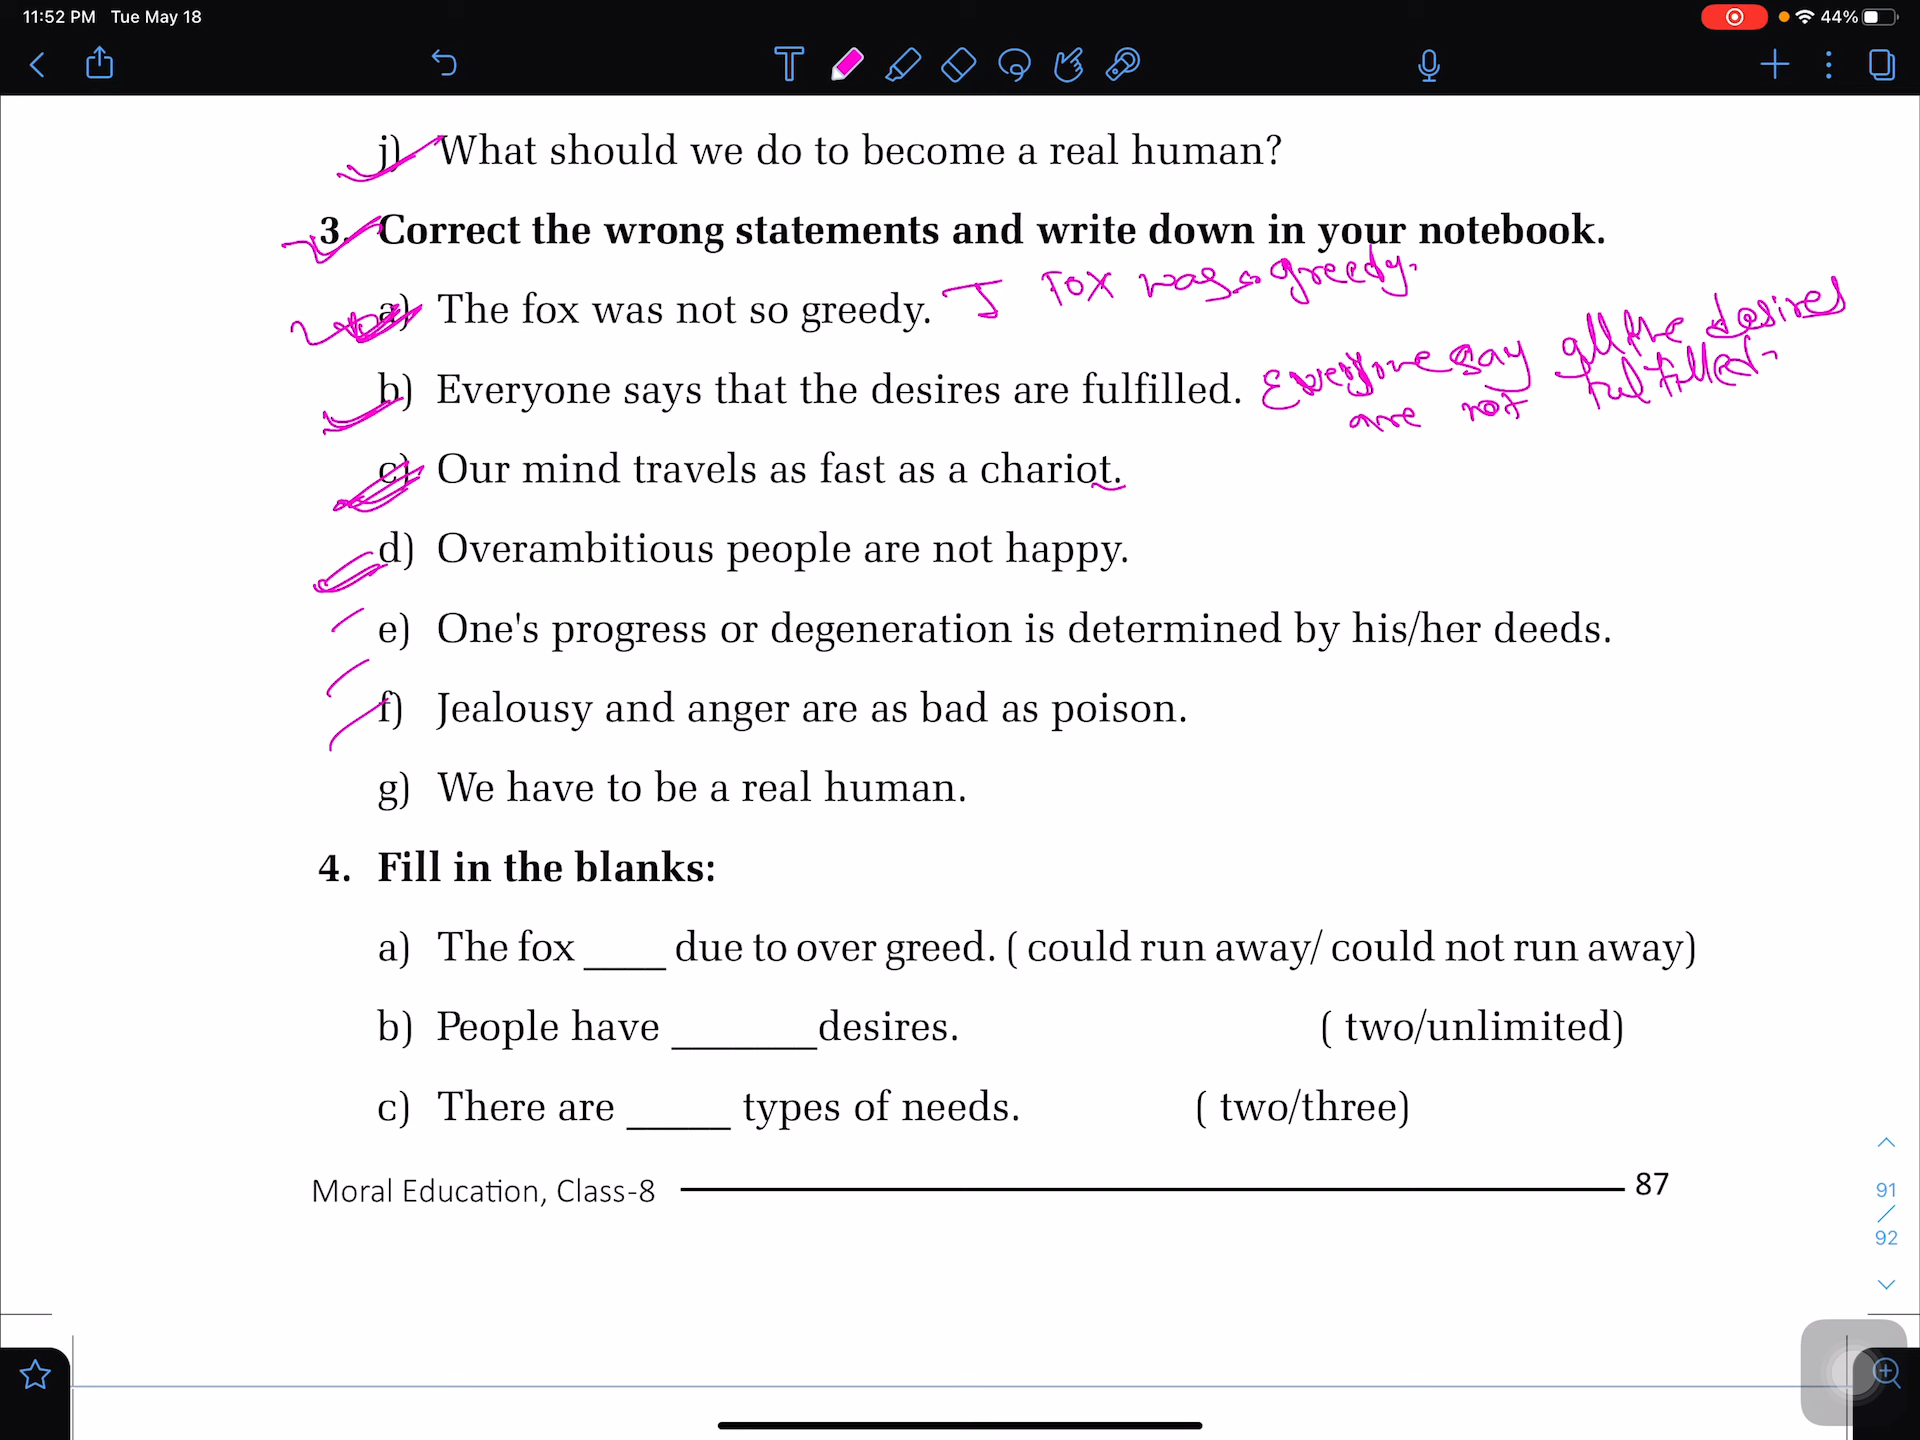 11:52 PM Tue May 18
44%
j) What should we do to become a real human?
3. Correct the wrong statements and write down in your notebook.
a) The fox was not so greedy. J Fox was so greedy.
b) Everyone says that the desires are fulfilled. Everyone say all the desires
are not fulfilled.
c) Our mind travels as fast as a chariot.
d) Overambitious people are not happy.
e) One's progress or degeneration is determined by his/her deeds.
f) Jealousy and anger are as bad as poison.
g) We have to be a real human.
4. Fill in the blanks:
a) The fox ____ due to over greed. ( could run away/ could not run away)
b) People have _______desires. ( two/unlimited)
c) There are _____ types of needs. ( two/three)
Moral Education, Class-8 87
91
/
92